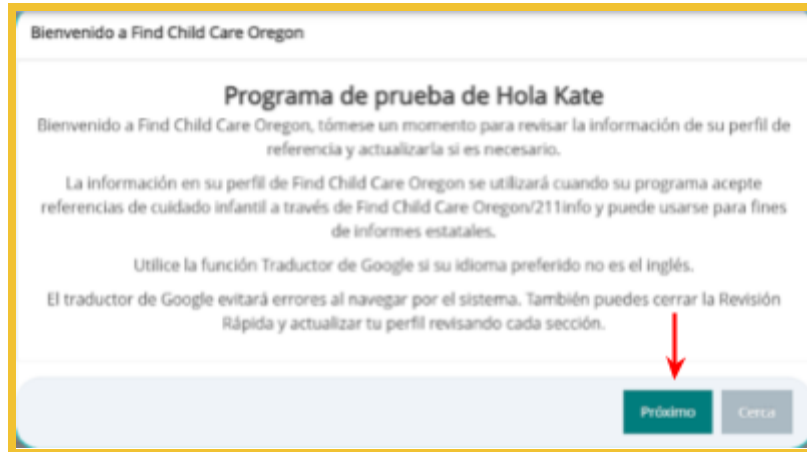 Bienvenido a Find Child Care Oregon
Programa de prueba de Hola Kate
Bienvenido a Find Child Care Oregon, tómese un momento para revisar la información de su perfil de
referencia y actualizarla si es necesario.
La información en su perfil de Find Child Care Oregon se utilizará cuando su programa acepte
referencias de cuidado infantil a través de Find Child Care Oregon/211info y puede usarse para fines
de informes estatales.
Utilice la función Traductor de Google si su idioma preferido no es el inglés.
El traductor de Google evitará errores al navegar por el sistema. También puedes cerrar la Revisión
Rápida y actualizar tu perfil revisando cada sección.
Próximo Cerca